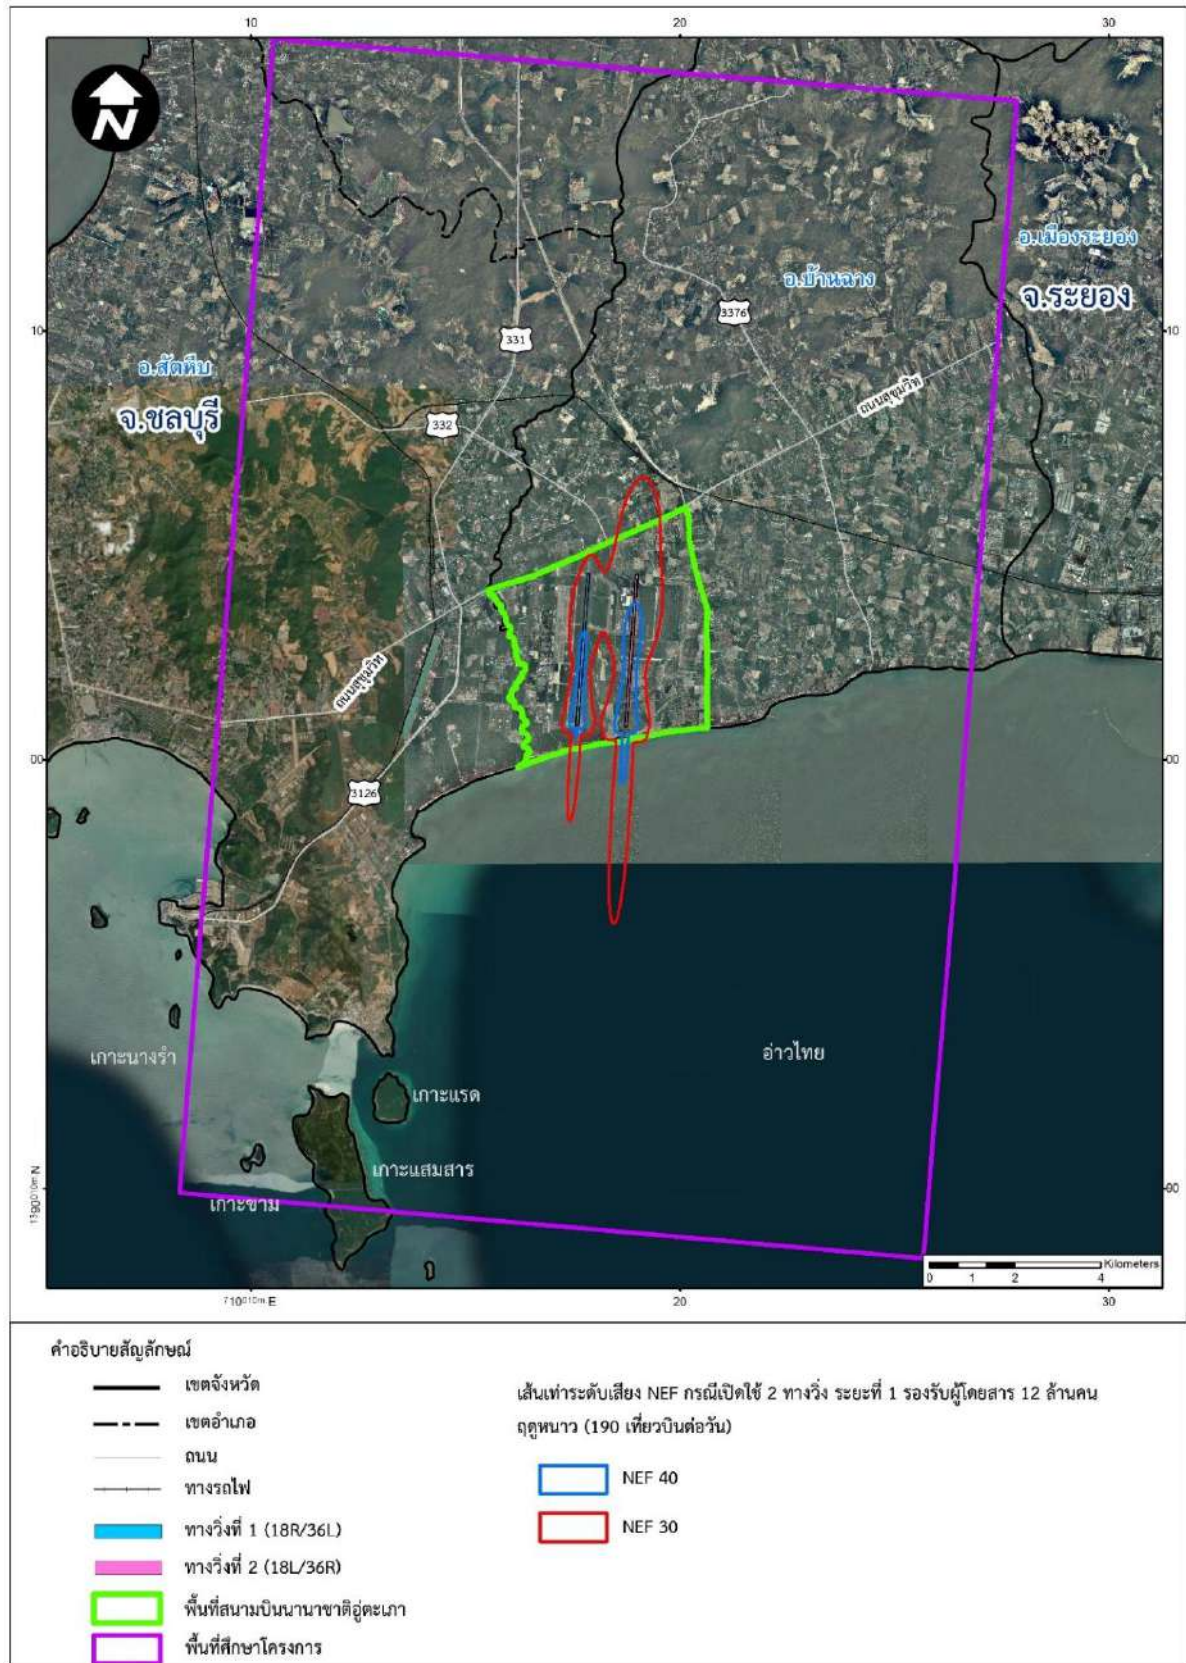 10
20
30
N
อ.เมืองระยอง
จ.ระยอง
อ.บ้านฉาง
3376
331
10
10
อ.สัตหีบ
จ.ชลบุรี
332
ถนนสุขุมวิท
ถนนสุขุมวิท
00
00
3126
อ่าวไทย
เกาะนางรำ
เกาะแรด
เกาะแสมสาร
เกาะขาม
90
Kilometers
0 1 2 4
20
30
คำอธิบายสัญลักษณ์
เขตจังหวัด
เขตอำเภอ
ถนน
ทางรถไฟ
ทางวิ่งที่ 1 (18R/36L)
ทางวิ่งที่ 2 (18L/36R)
พื้นที่สนามบินนานาชาติอู่ตะเภา
พื้นที่ศึกษาโครงการ
เส้นเท่าระดับเสียง NEF กรณีเปิดใช้ 2 ทางวิ่ง ระยะที่ 1 รองรับผู้โดยสาร 12 ล้านคน
ฤดูหนาว (190 เที่ยวบินต่อวัน)
NEF 40
NEF 30